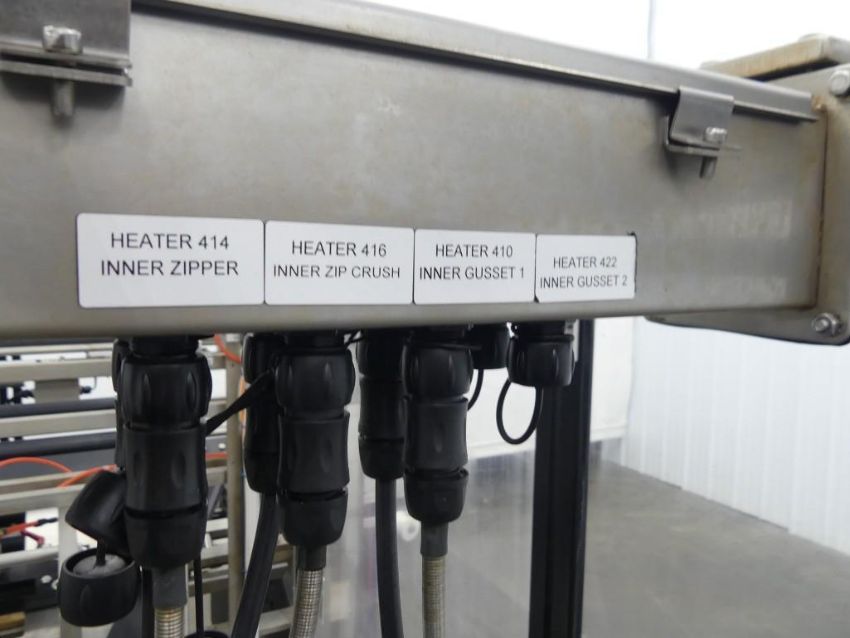 HEATER 414
INNER ZIPPER
HEATER 416
INNER ZIP CRUSH
HEATER 410
INNER GUSSET 1
HEATER 422
INNER GUSSET 2